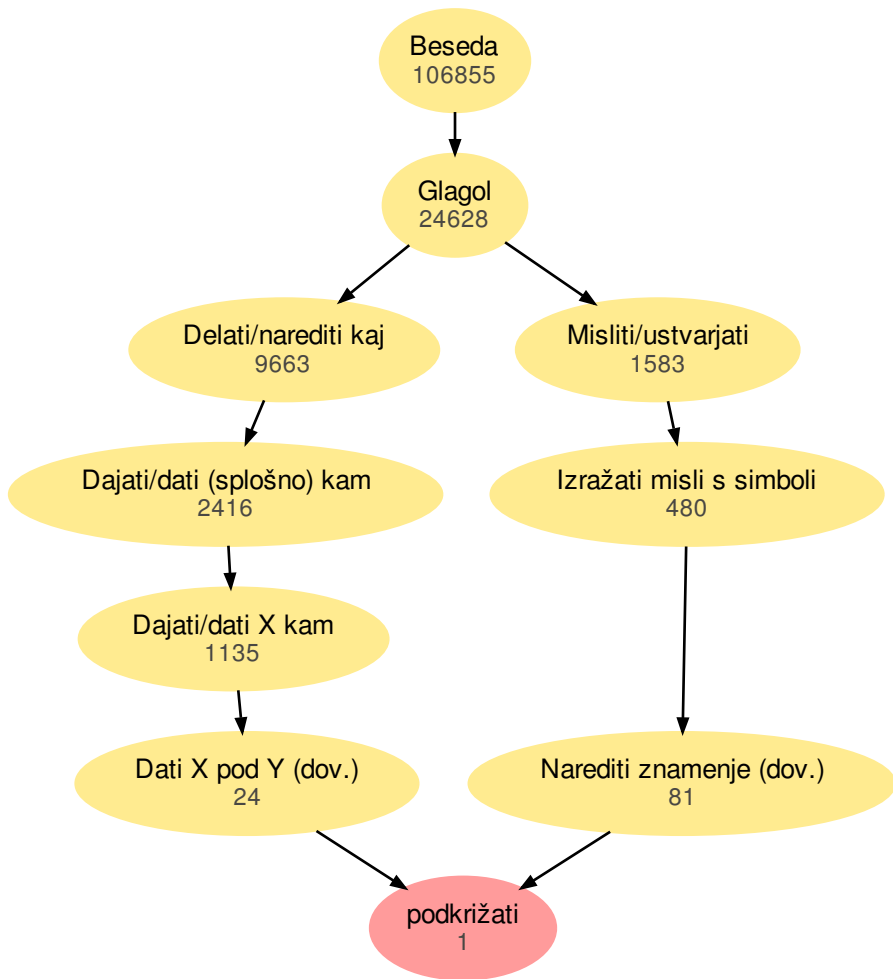 Beseda
106855
Glagol
24628
Delati/narediti kaj
9663
Misliti/ustvarjati
1583
Dajati/dati (splošno) kam
2416
Izražati misli s simboli
480
Dajati/dati X kam
1135
Dati X pod Y (dov.)
24
Narediti znamenje (dov.)
81
podkrižati
1